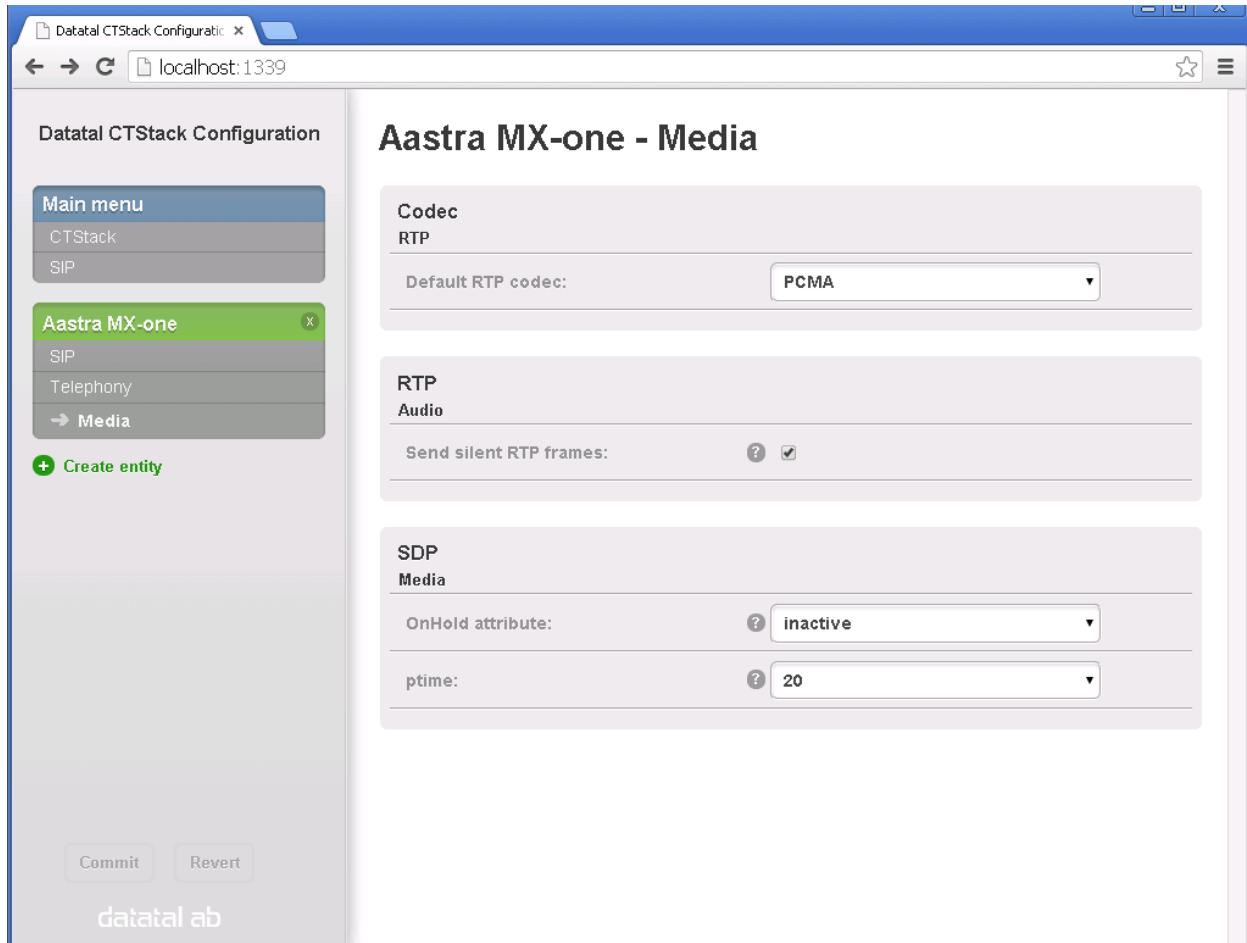 Datatal CTStack Configuratic
localhost:1339
Datatal CTStack Configuration
Main menu
CTStack
SIP
Aastra MX-one
X
SIP
Telephony
Media
Create entity
Commit
Revert
datatal ab
Aastra MX-one - Media
Codec
RTP
Default RTP codec:
PCMA
RTP
Audio
Send silent RTP frames:
?
SDP
Media
OnHold attribute:
?
inactive
ptime:
?
20